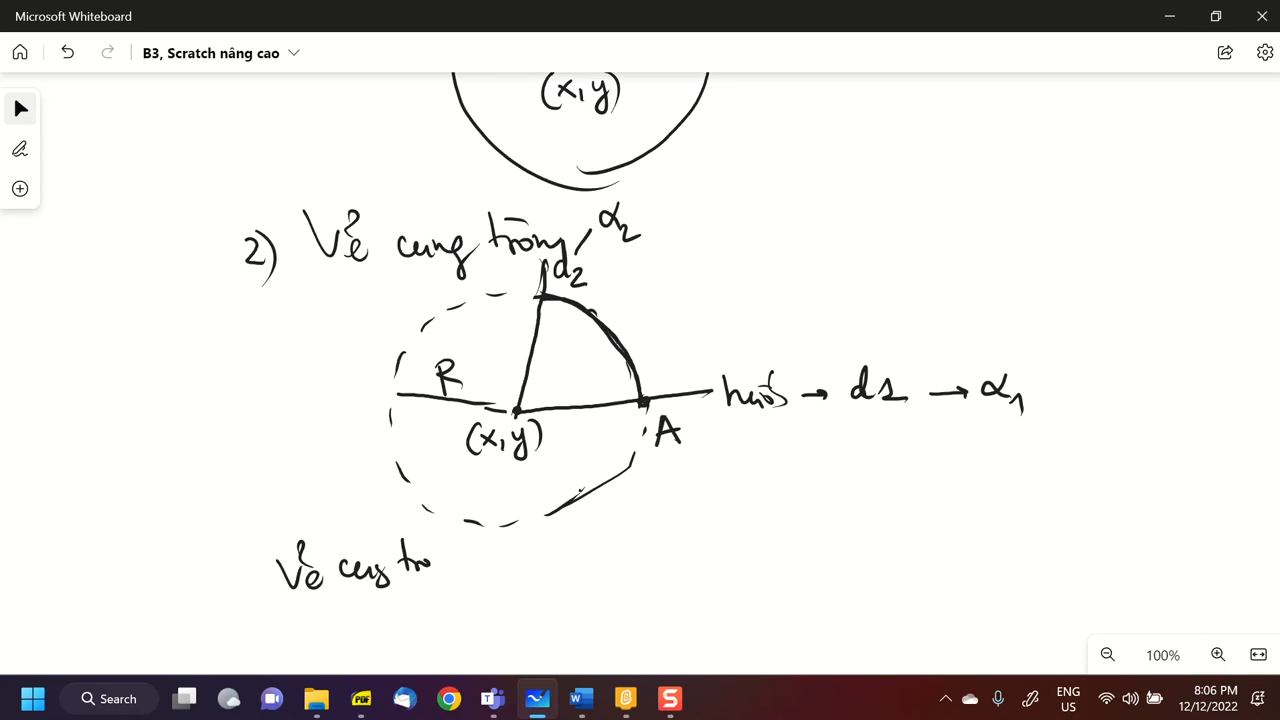 Microsoft Whiteboard
B3, Scratch nâng cao
(x, y)
2) Vẽ cung tròn
α2
d2
R
(x, y)
A
hướng → d1 → α1
Vẽ cung tro
100%
Search
ENG
US
8:06 PM
12/12/2022